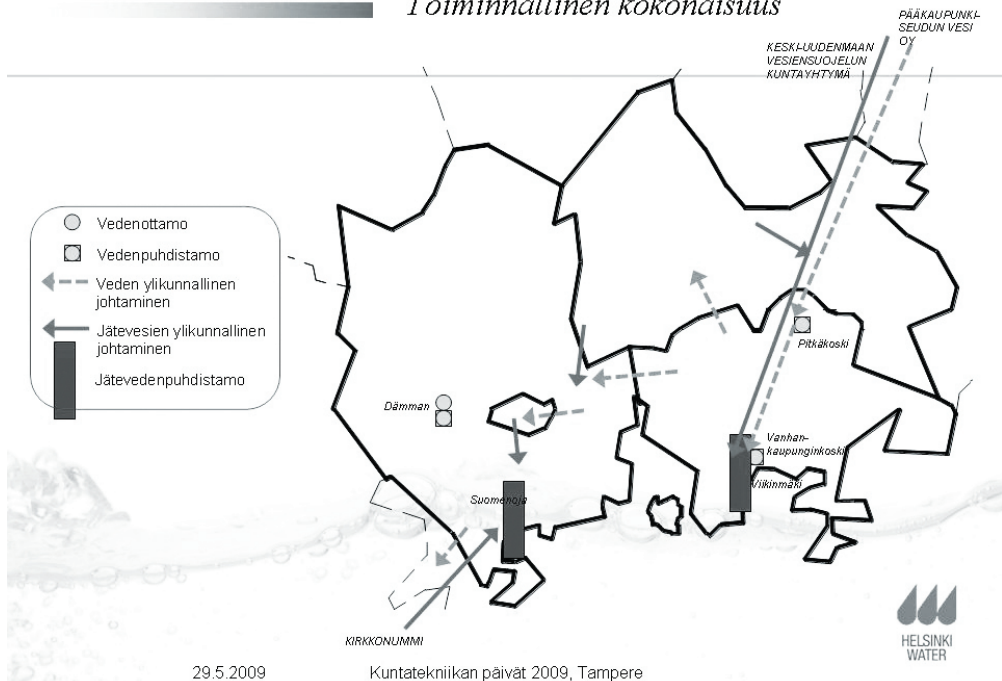 Toiminnallinen kokonaisuus
PÄÄKAUPUNKI-
SEUDUN VESI
OY
KESKI-UUDENMAAN
VESIENSUOJELUN
KUNTAYHTYMÄ
Vedenottamo
Vedenpuhdistamo
Veden ylikunnallinen
johtaminen
Jätevesien ylikunnallinen
johtaminen
Jätevedenpuhdistamo
Pitkäkoski
Dämman
Vanhan-
kaupunginkoski
Viikinmäki
Suomenoja
KIRKKONUMMI
HELSINKI
WATER
29.5.2009
Kuntatekniikan päivät 2009, Tampere